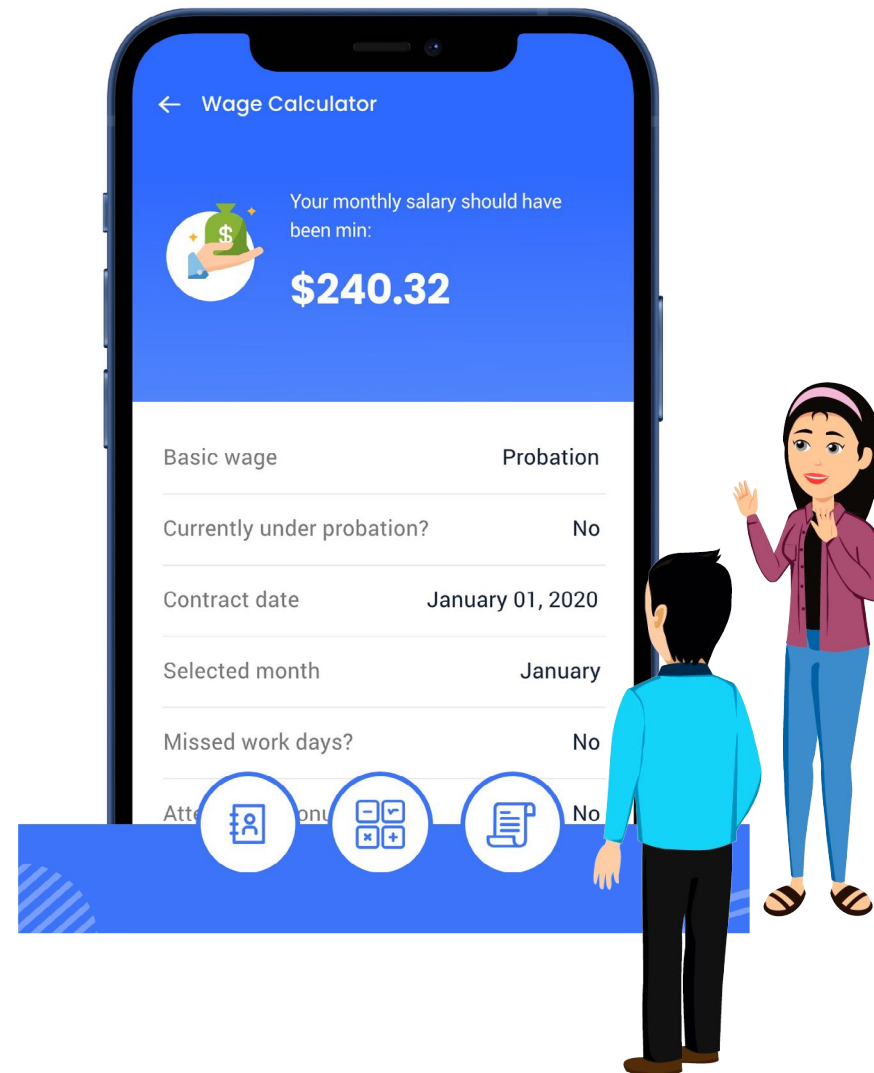 Wage Calculator
Your monthly salary should have
been min:
$240.32
Basic wage Probation
Currently under probation? No
Contract date January 01, 2020
Selected month January
Missed work days? No
No